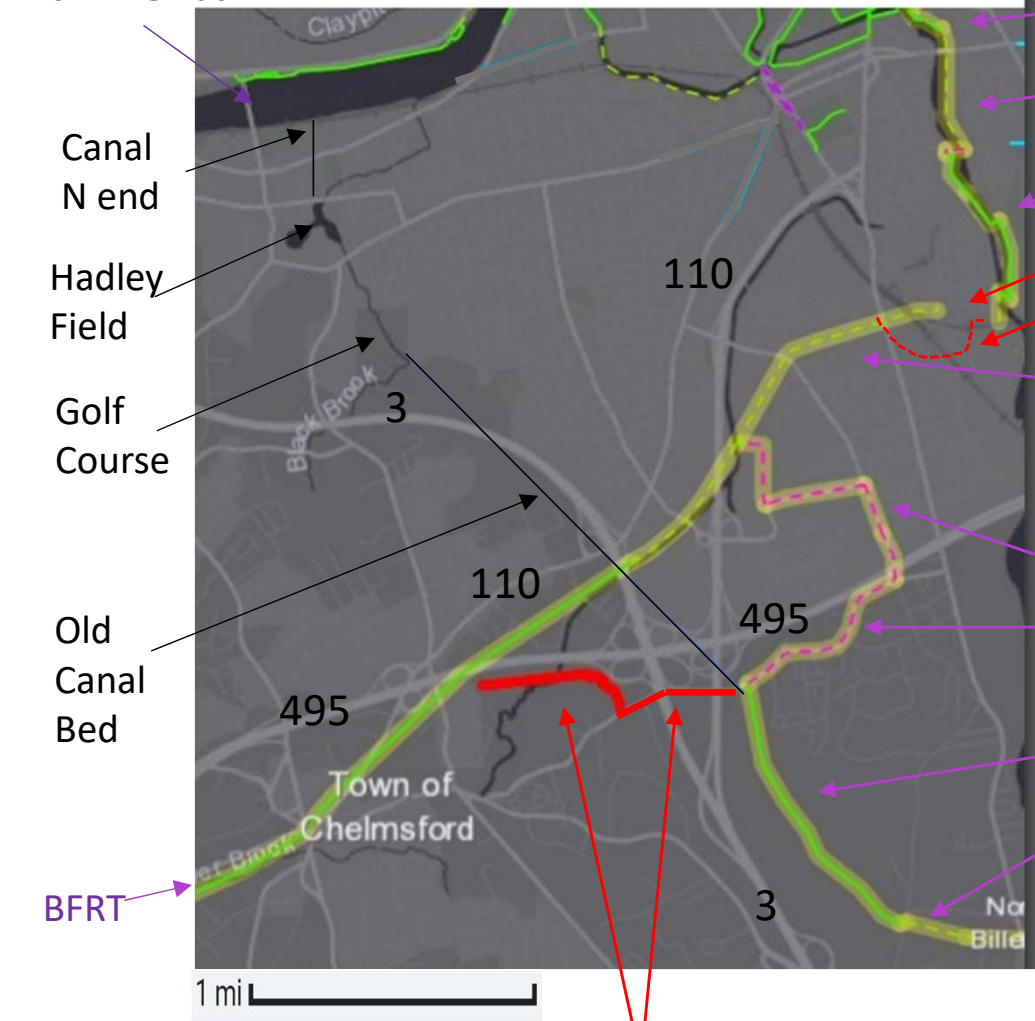 Canal
N end
Hadley
Field
110
Golf
Course
Black Brook
3
Old
Canal
Bed
110
495
495
Town of
Chelmsford
BFRT
3
1 mi